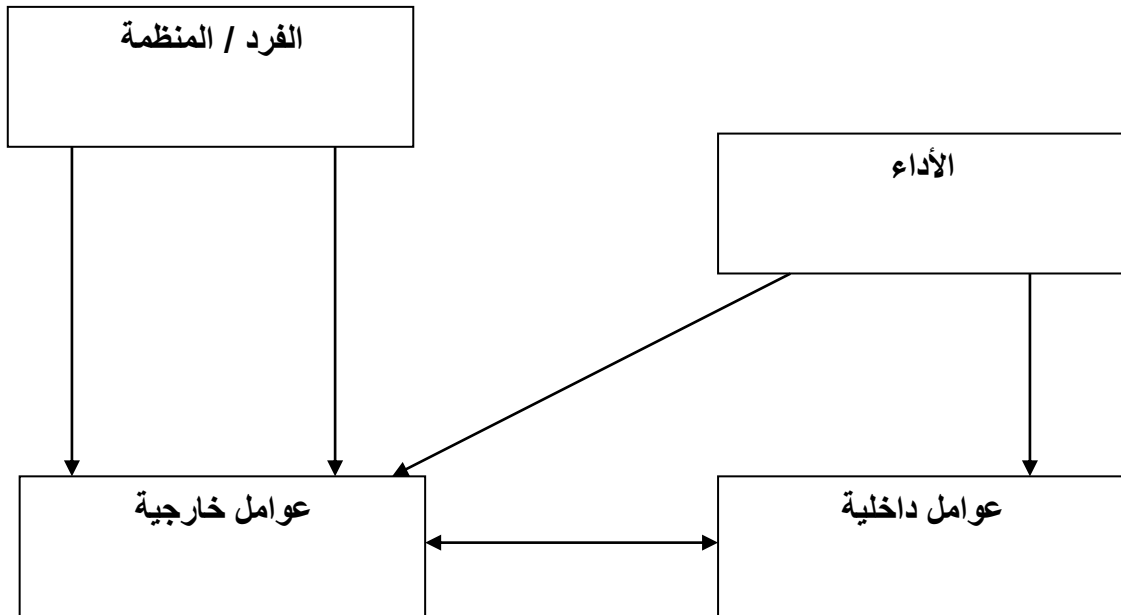 الفرد / المنظمة
الأداء
عوامل خارجية
عوامل داخلية